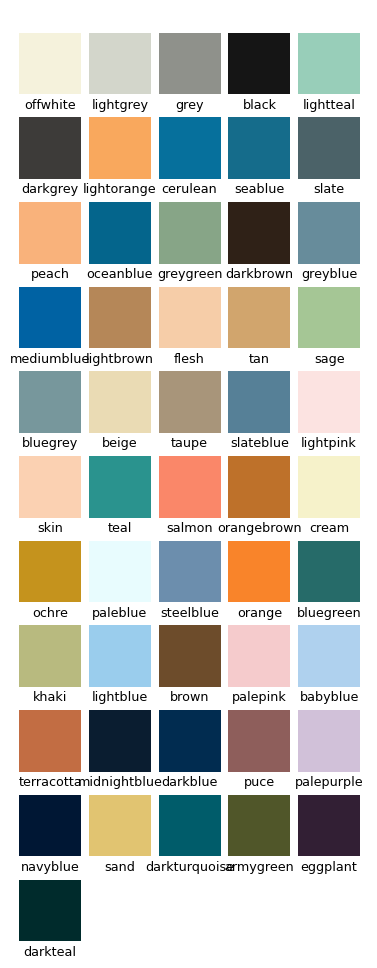 offwhite lightgrey grey black lightteal
darkgrey lightorange cerulean seablue slate
peach oceanblue greygreen darkbrown greyblue
mediumblue lightbrown flesh tan sage
bluegrey beige taupe slateblue lightpink
skin teal salmon orangebrown cream
ochre paleblue steelblue orange bluegreen
khaki lightblue brown palepink babyblue
terracotta midnightblue darkblue puce palepurple
navyblue sand darkturquoise armygreen eggplant
darkteal